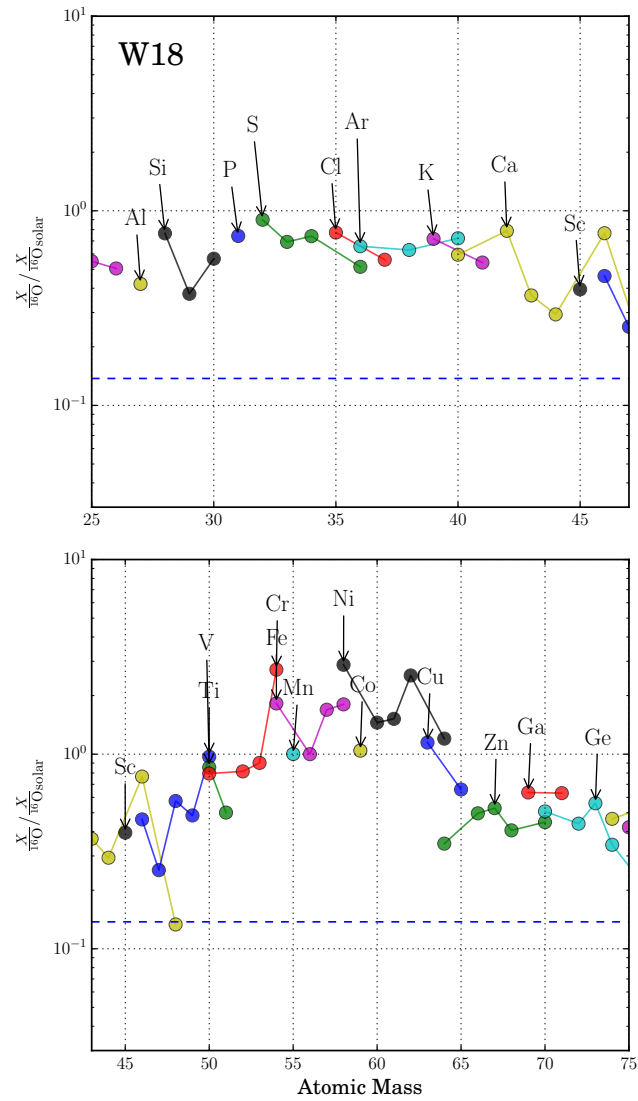 10^1
W18
S
Ar
Si
P
Cl
K
Ca
Al
Sc
10^0
X/16O / X/16O solar
10^-1
25 30 35 40 45
10^1
Cr
Ni
V
Fe
Ti
Mn
Co
Cu
Sc
Zn
Ga
Ge
10^0
X/16O / X/16O solar
10^-1
45 50 55 60 65 70 75
Atomic Mass